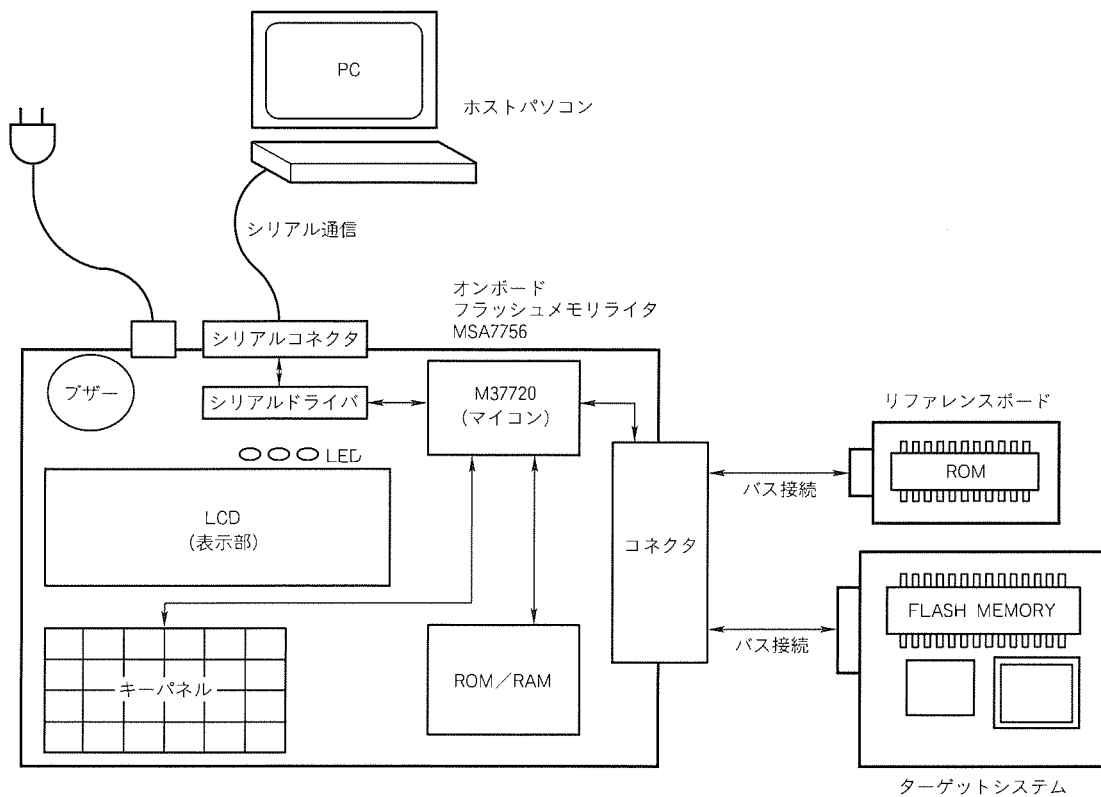 PC
ホストパソコン
シリアル通信
オンボード
フラッシュメモリライタ
MSA7756
シリアルコネクタ
ブザー
シリアルドライバ
M37720
(マイコン)
リファレンスボード
LED
ROM
バス接続
LCD
(表示部)
コネクタ
FLASH MEMORY
バス接続
キーパネル
ROM/RAM
ターゲットシステム